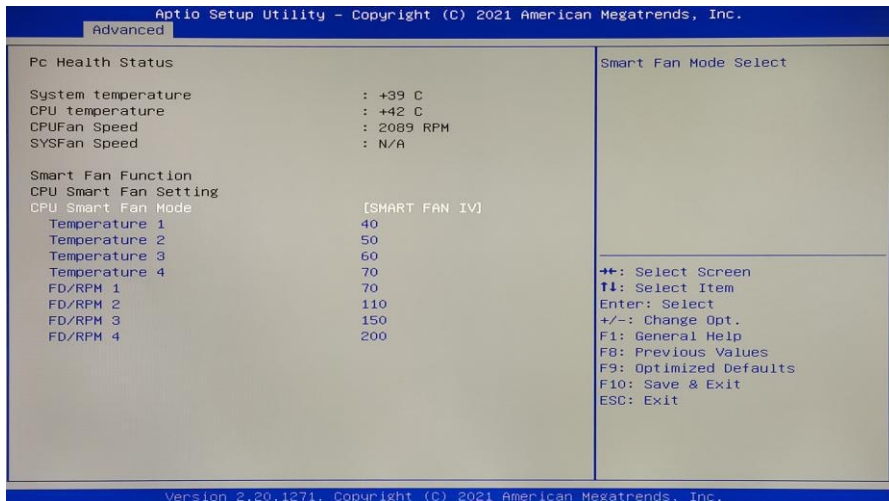 Aptio Setup Utility – Copyright (C) 2021 American Megatrends, Inc.
Advanced
Pc Health Status
System temperature : +39 C
CPU temperature : +42 C
CPUFan Speed : 2089 RPM
SYSFan Speed : N/A
Smart Fan Function
CPU Smart Fan Setting
CPU Smart Fan Mode [SMART FAN IV]
Temperature 1 40
Temperature 2 50
Temperature 3 60
Temperature 4 70
FD/RPM 1 70
FD/RPM 2 110
FD/RPM 3 150
FD/RPM 4 200
Smart Fan Mode Select
→←: Select Screen
↑↓: Select Item
Enter: Select
+/-: Change Opt.
F1: General Help
F8: Previous Values
F9: Optimized Defaults
F10: Save & Exit
ESC: Exit
Version 2.20.1271. Copyright (C) 2021 American Megatrends, Inc.